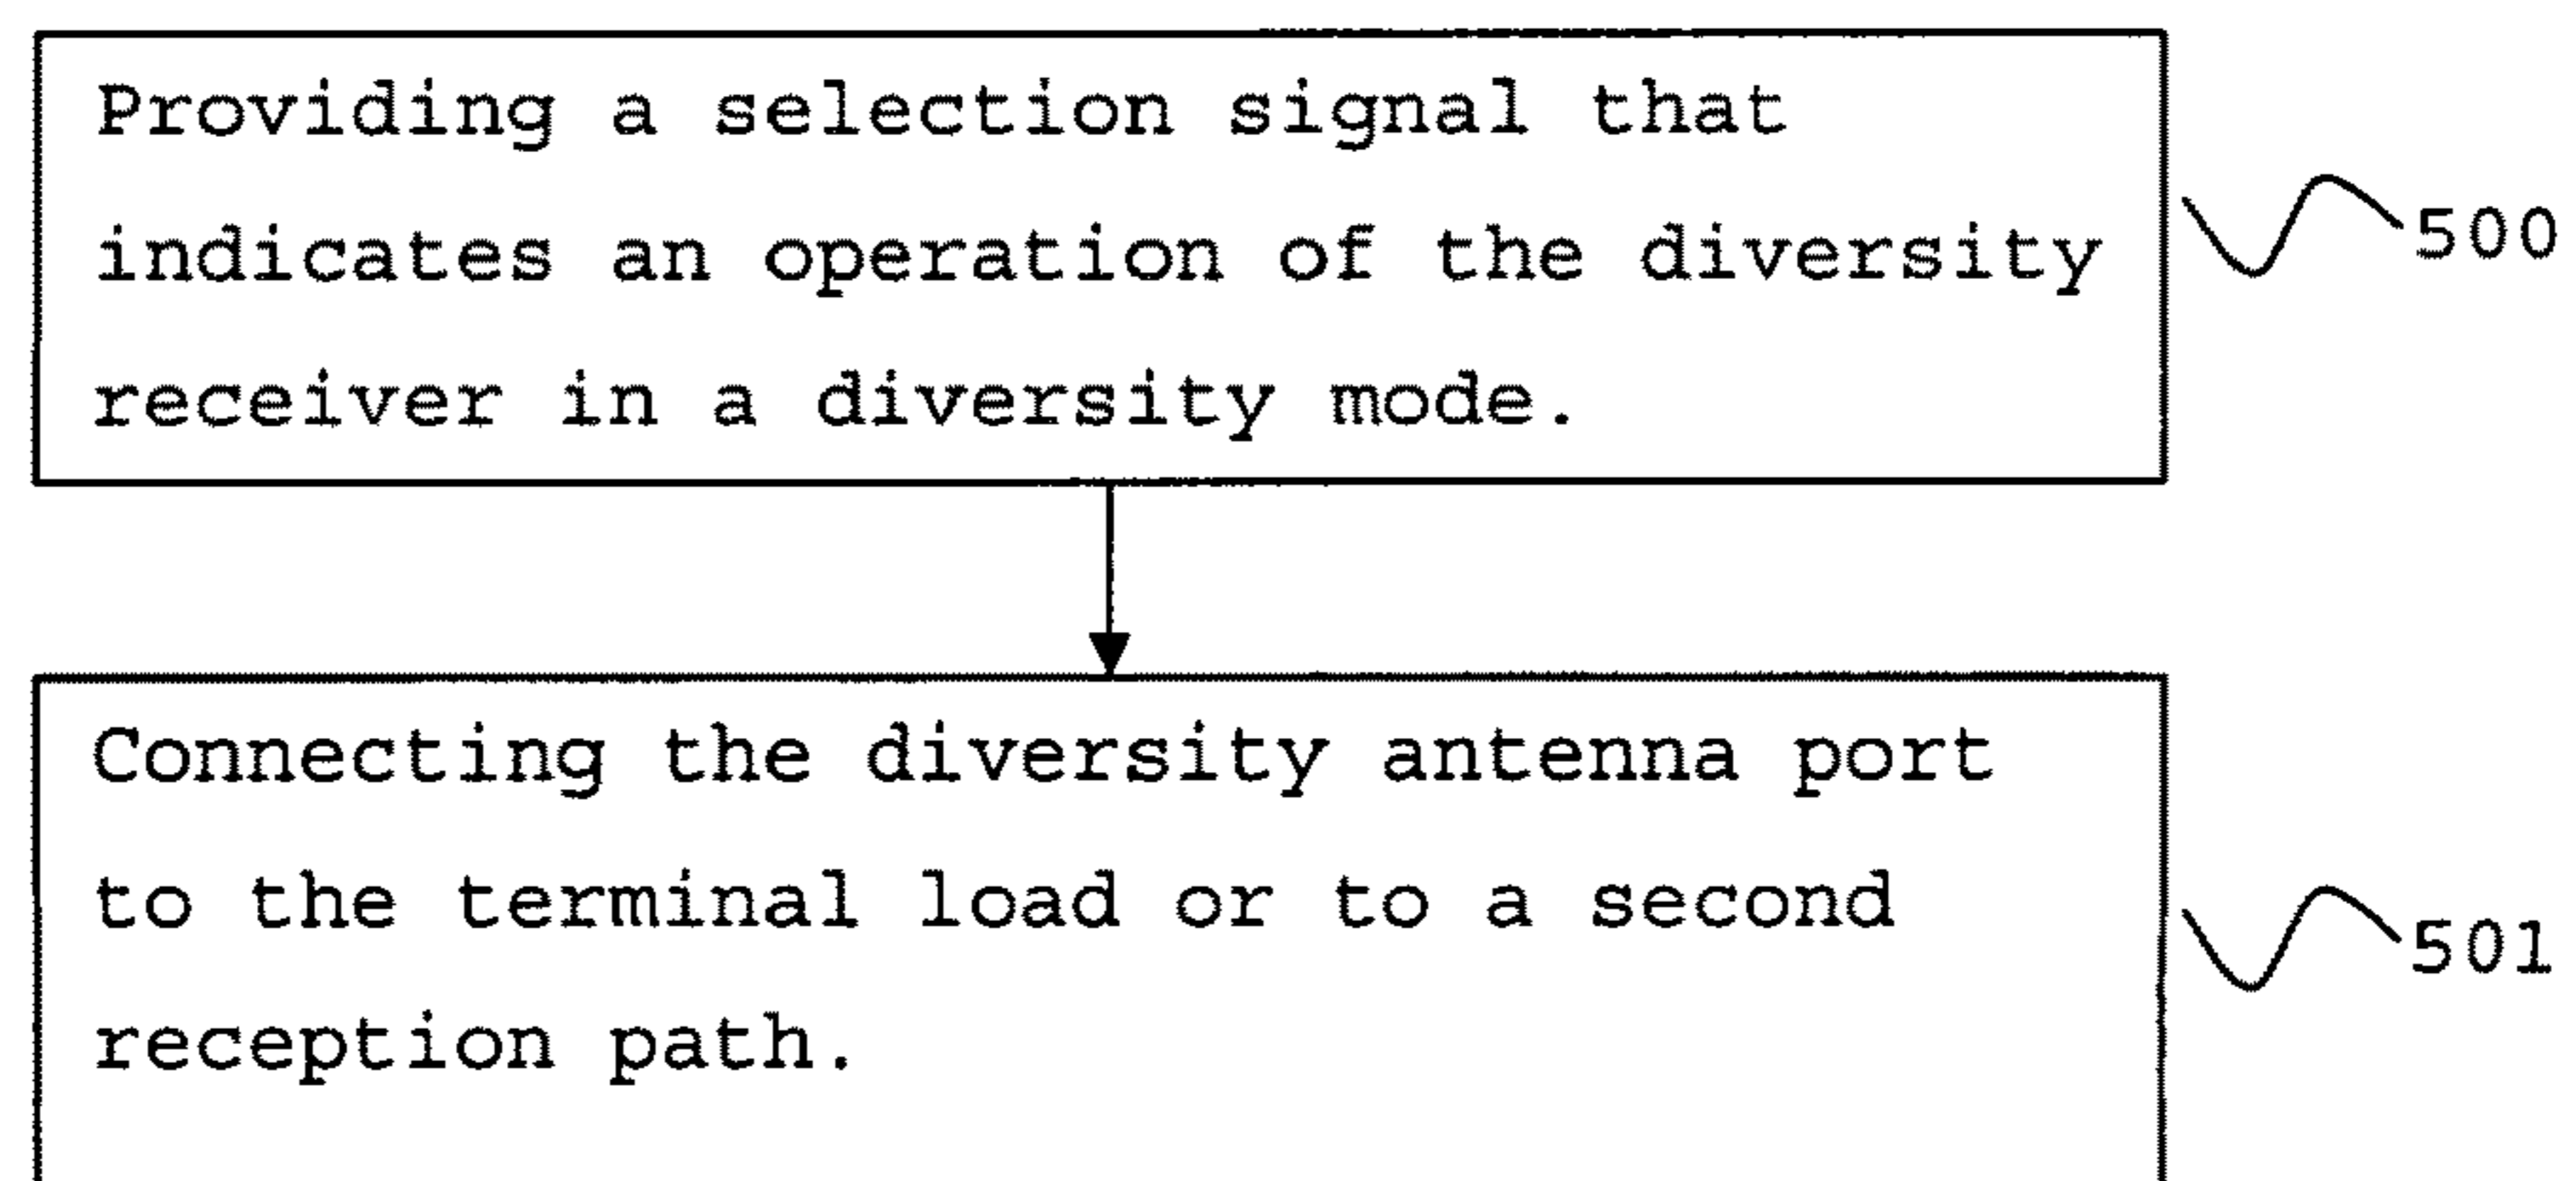 Providing a selection signal that
indicates an operation of the diversity
receiver in a diversity mode.
500
Connecting the diversity antenna port
to the terminal load or to a second
reception path.
501